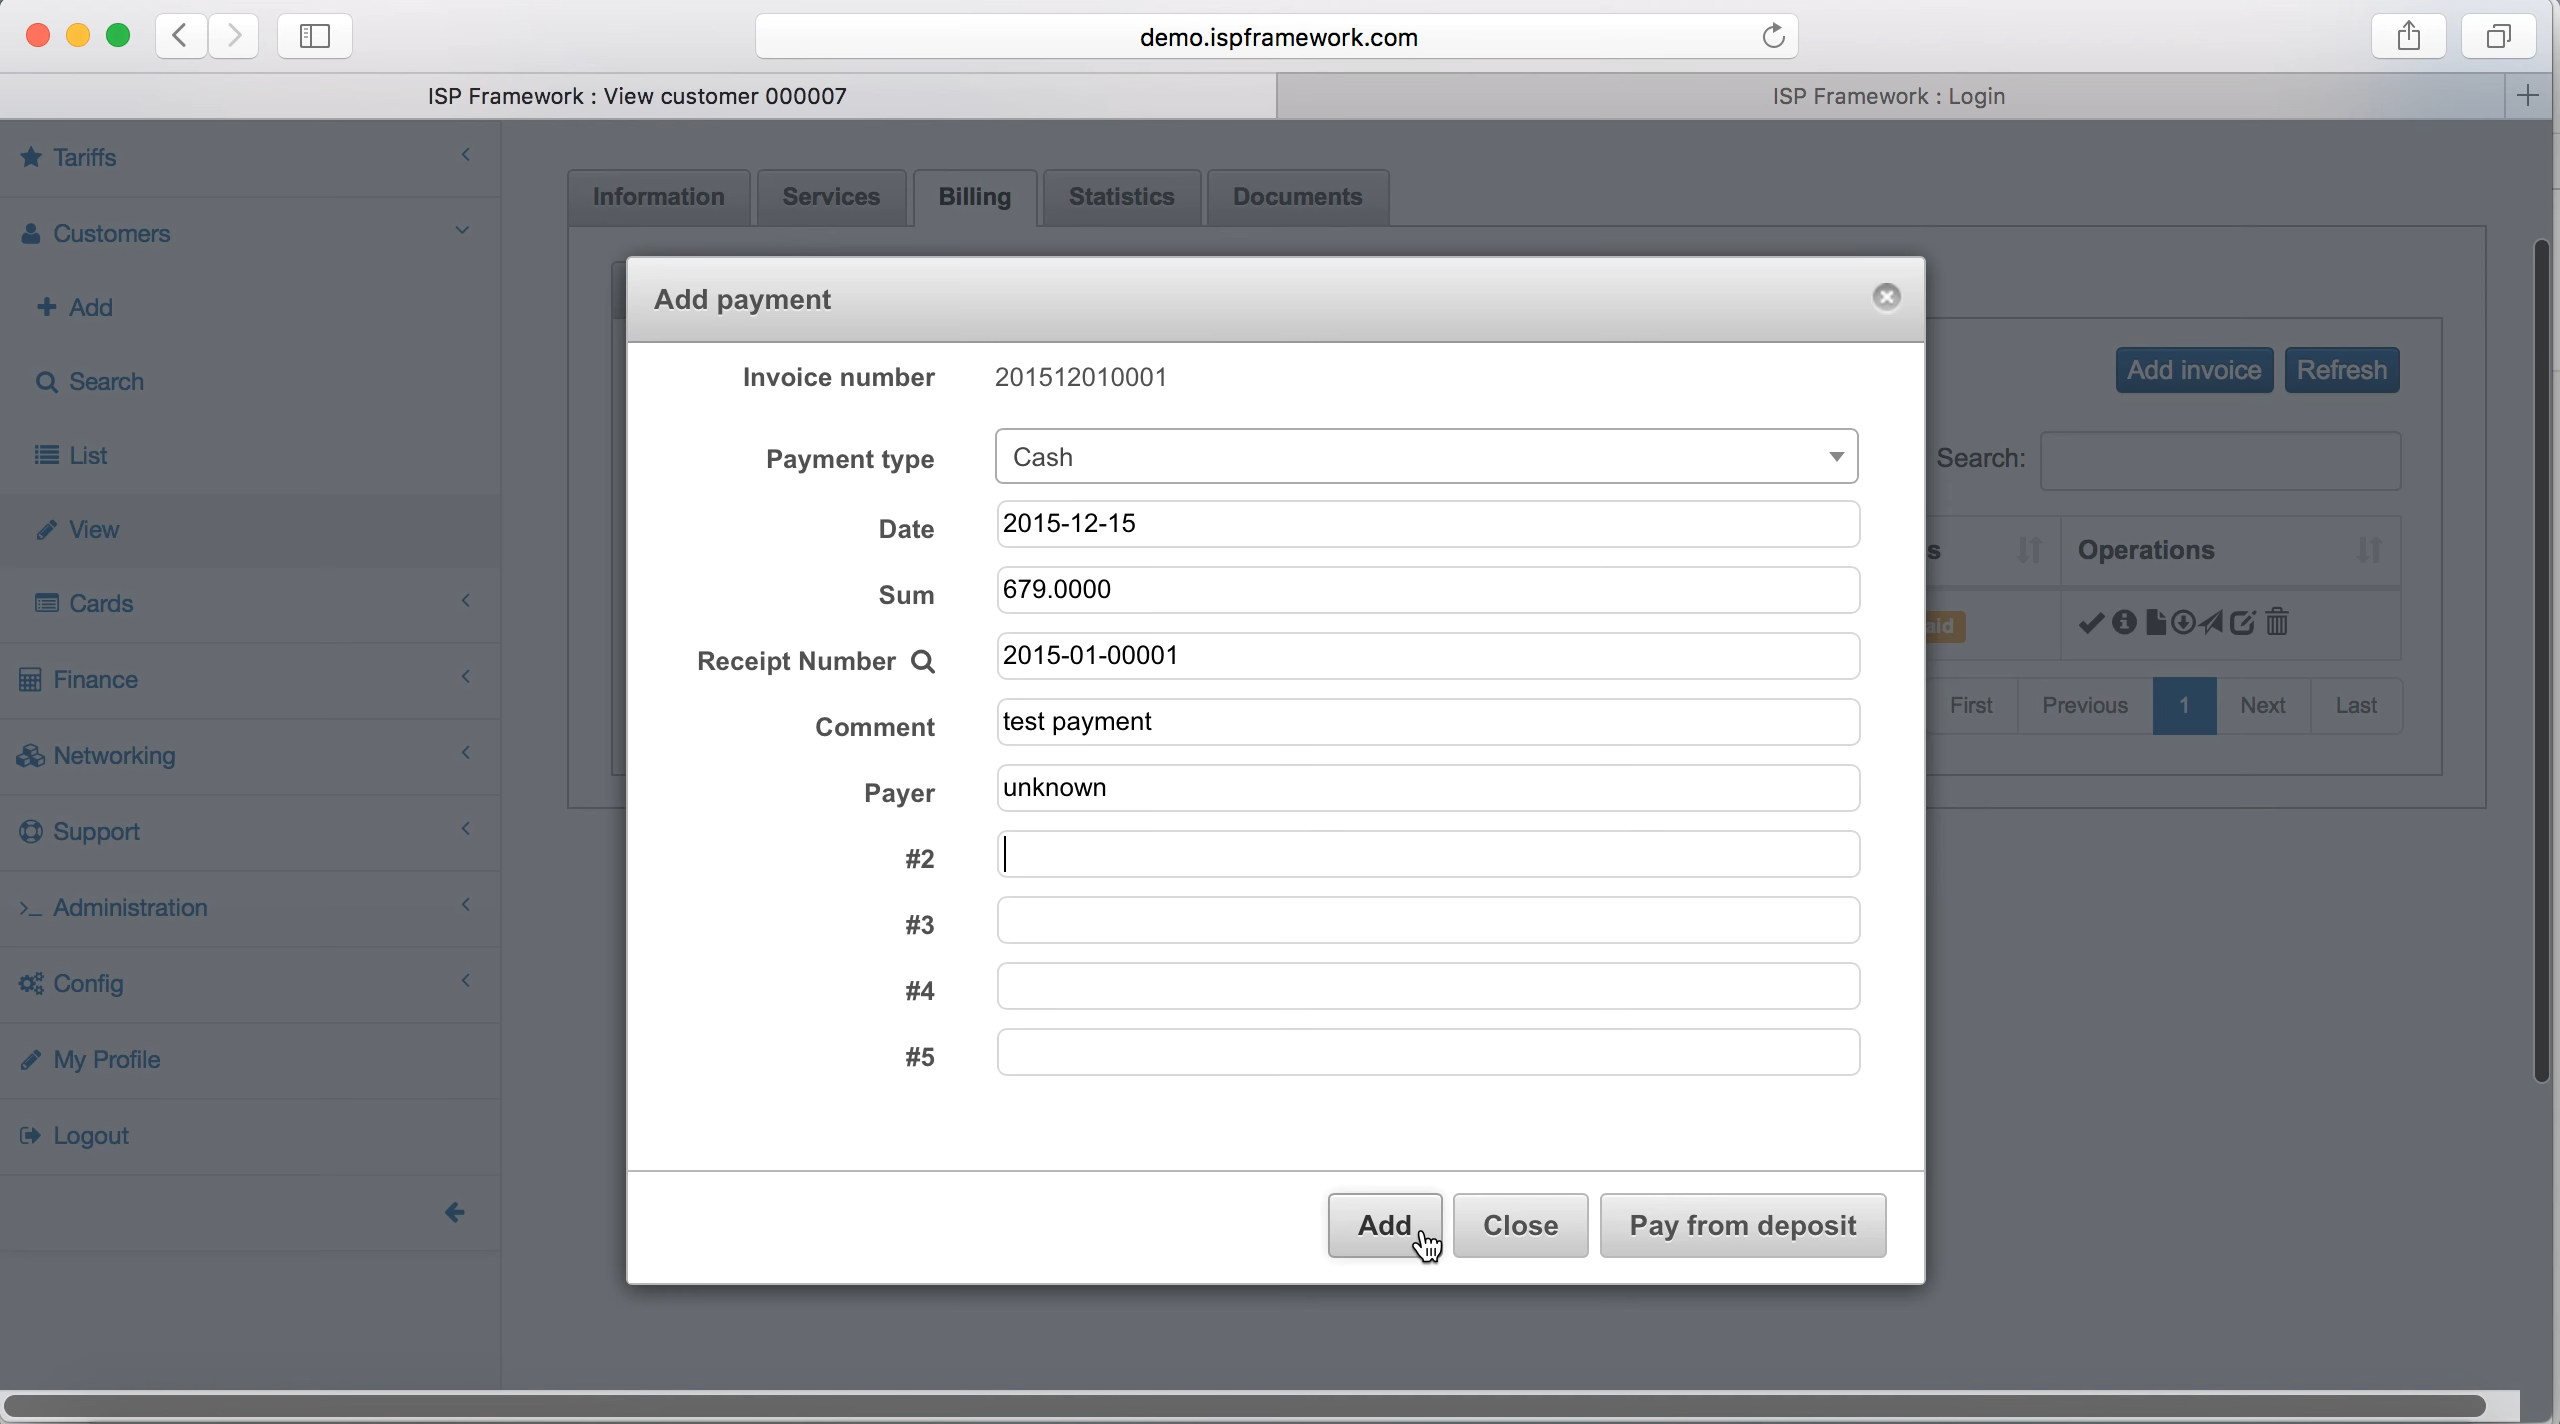 demo.ispframework.com
ISP Framework : View customer 000007
ISP Framework : Login
Tariffs
Customers
Add
Search
List
View
Cards
Finance
Networking
Support
Administration
Config
My Profile
Logout
Information
Services
Billing
Statistics
Documents
Add payment
Invoice number 201512010001
Payment type Cash
Date 2015-12-15
Sum 679.0000
Receipt Number 2015-01-00001
Comment test payment
Payer unknown
#2
#3
#4
#5
Add
Close
Pay from deposit
Add invoice
Refresh
Search:
s
Operations
aid
First
Previous
1
Next
Last